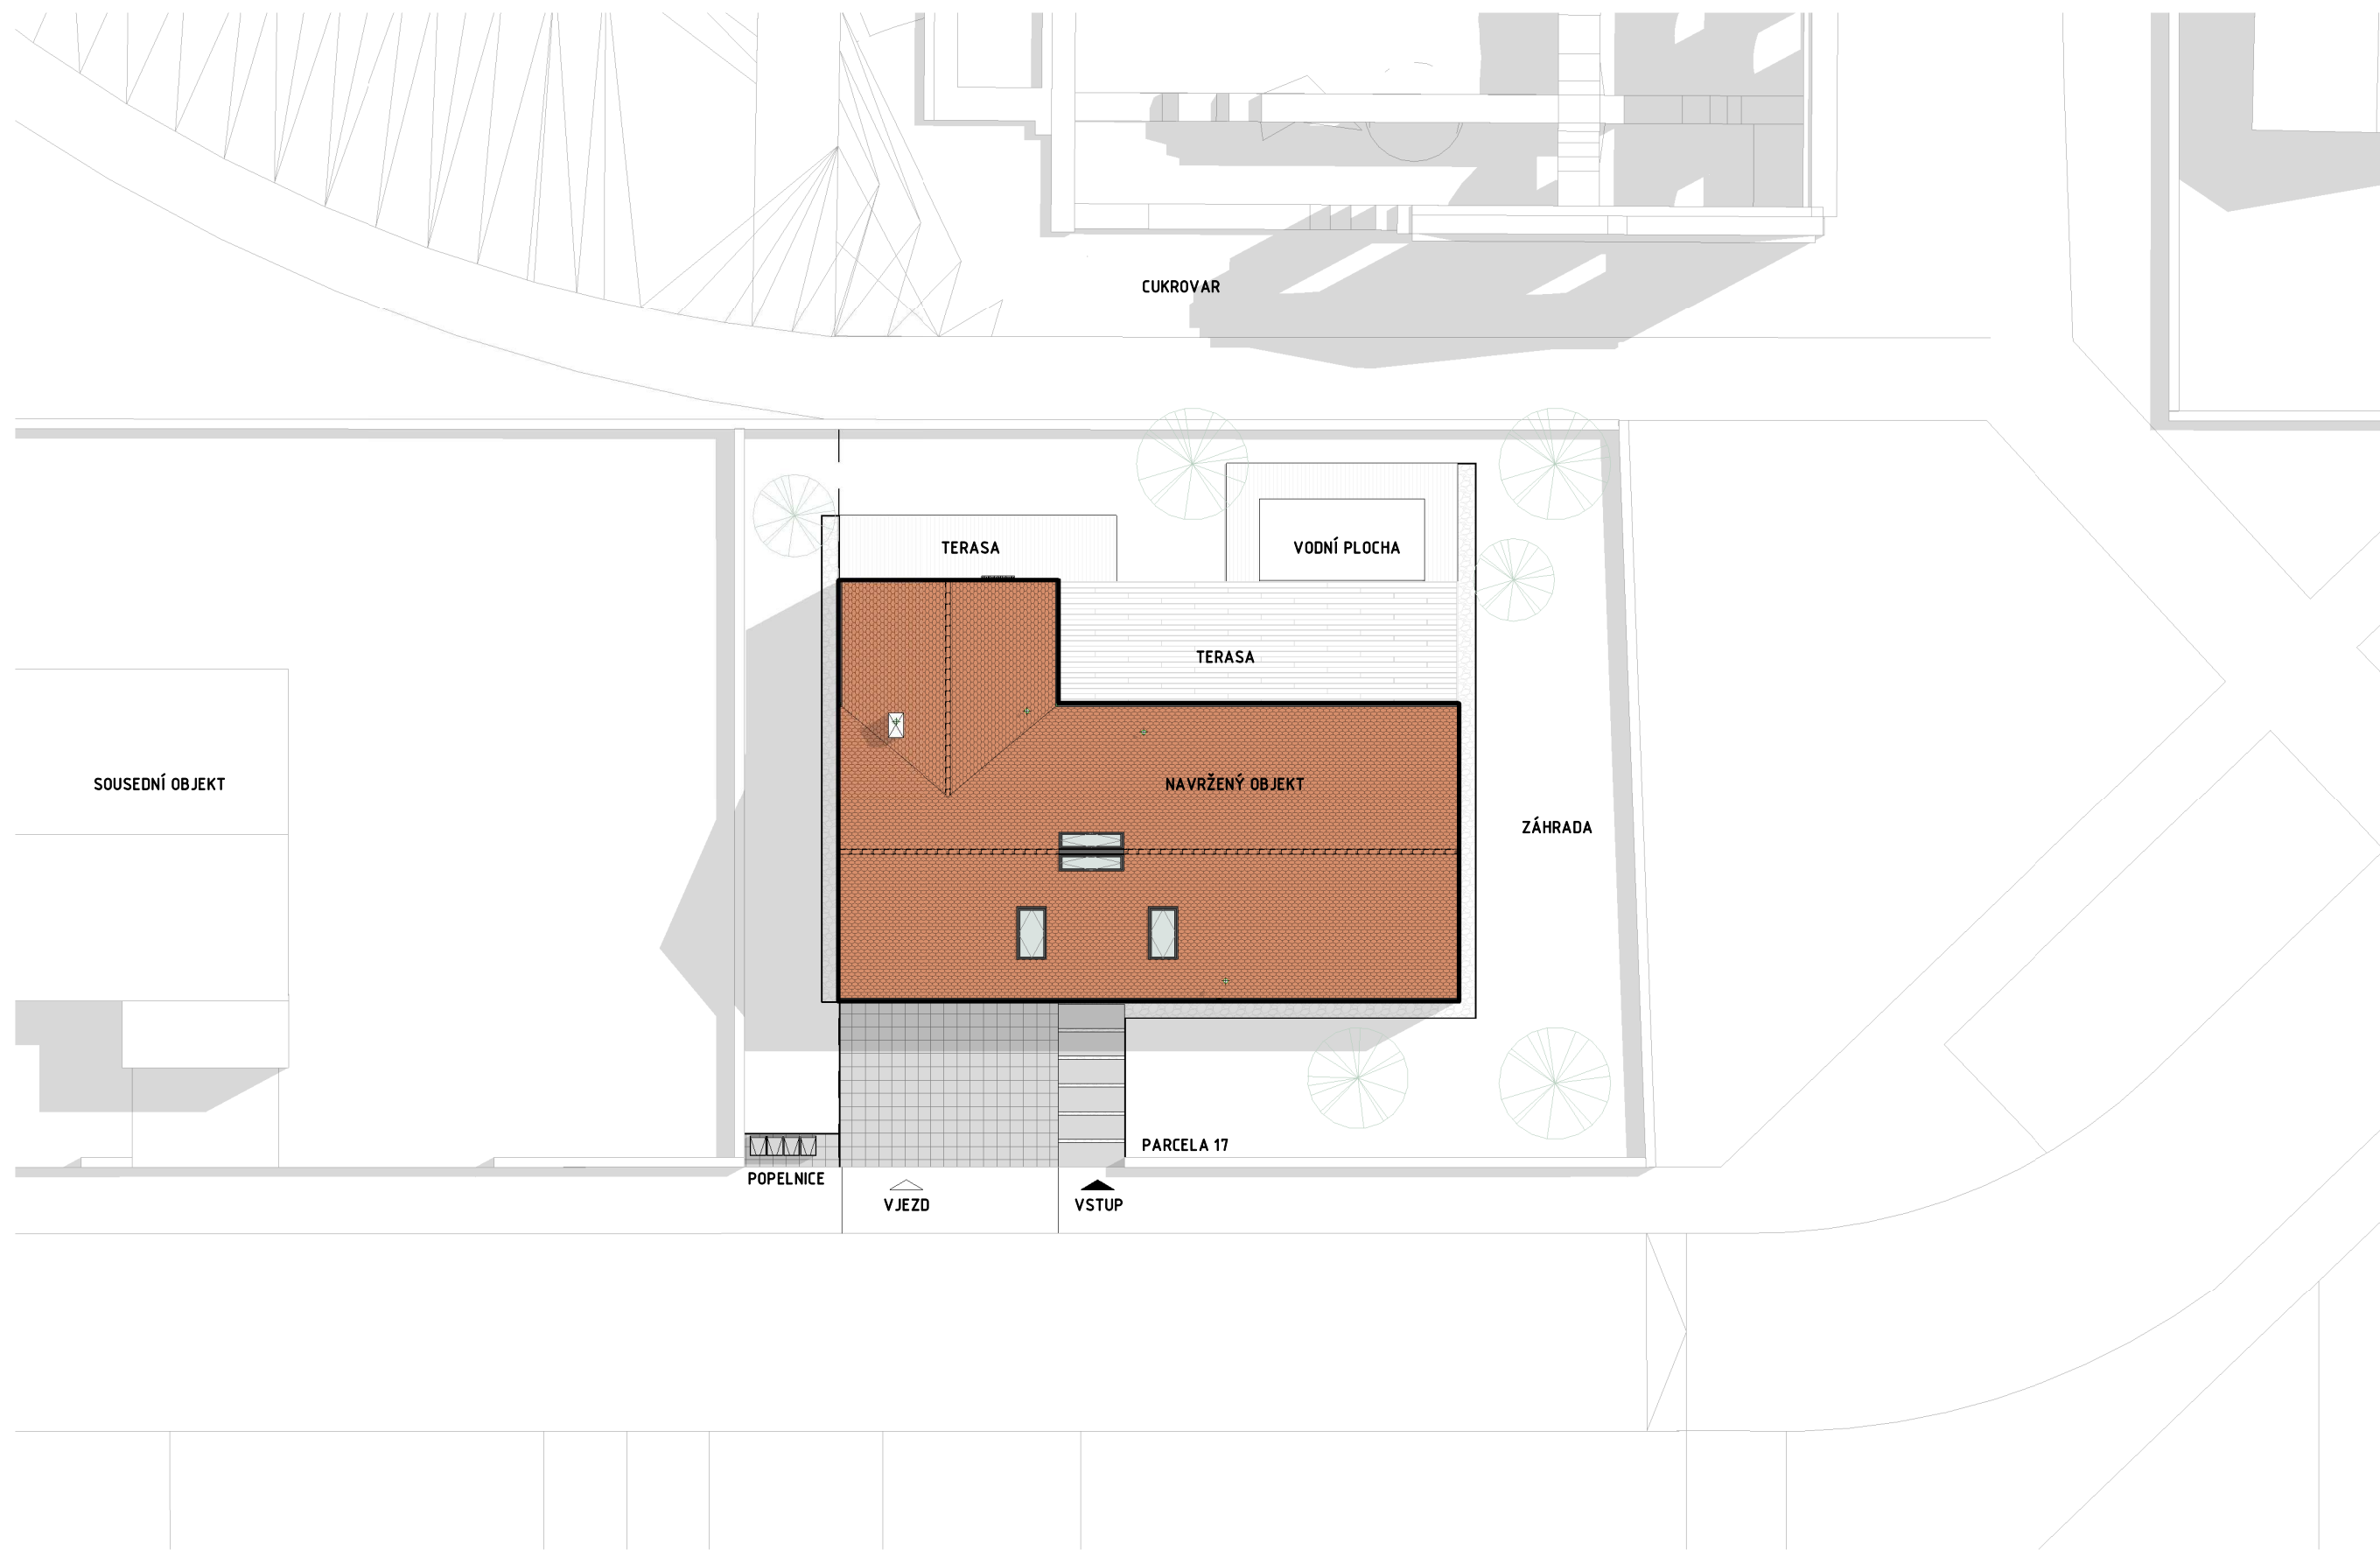 CUKROVAR
TERASA
VODNÍ PLOCHA
TERASA
SOUSEDNÍ OBJEKT
NAVRŽENÝ OBJEKT
ZÁHRADA
PARCELA 17
POPELNICE
VJEZD
VSTUP